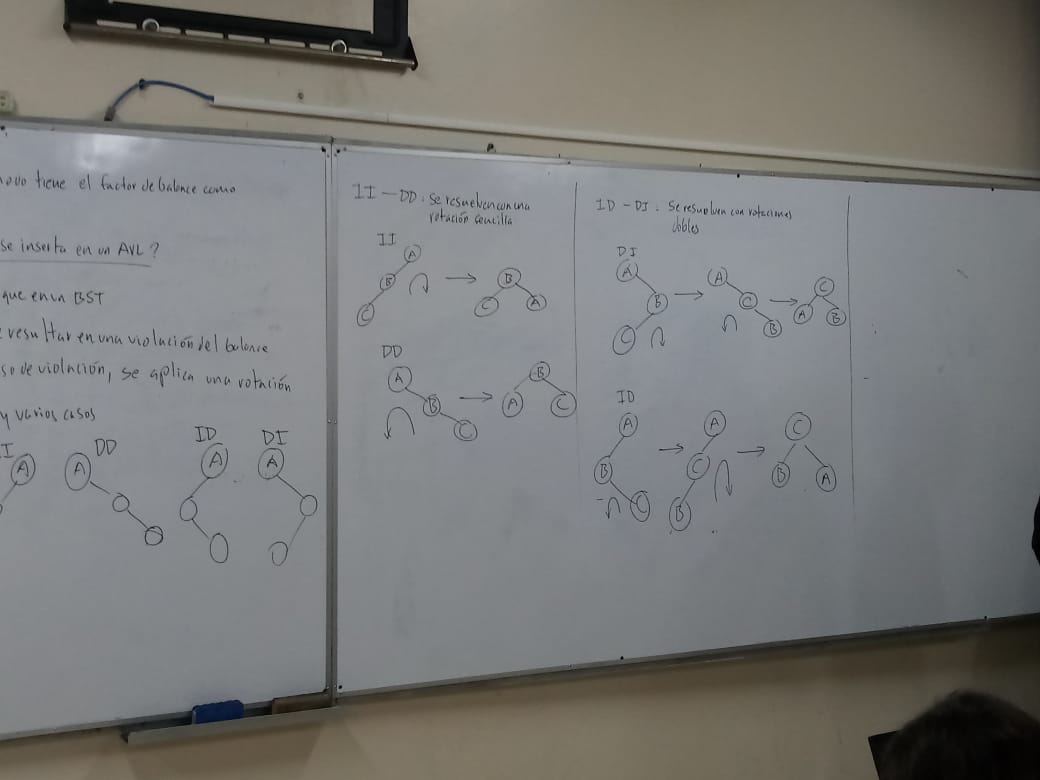 tiene el factor de balance como
se inserta en un AVL?
que en un BST
resultar en una violación del balance
so de violación, se aplica una rotación
y varios casos
I DD ID DI
A A A A
II - DD: Se resuelven con una
rotación sencilla
II
A
B
C
→
B
C A
DD
A
B
C
→
B
A C
ID - DI: Se resuelven con rotaciones
dobles
DI
A
B
C
→
A
C
B
→
C
A B
ID
A
B
C
→
A
C
B
→
C
B A